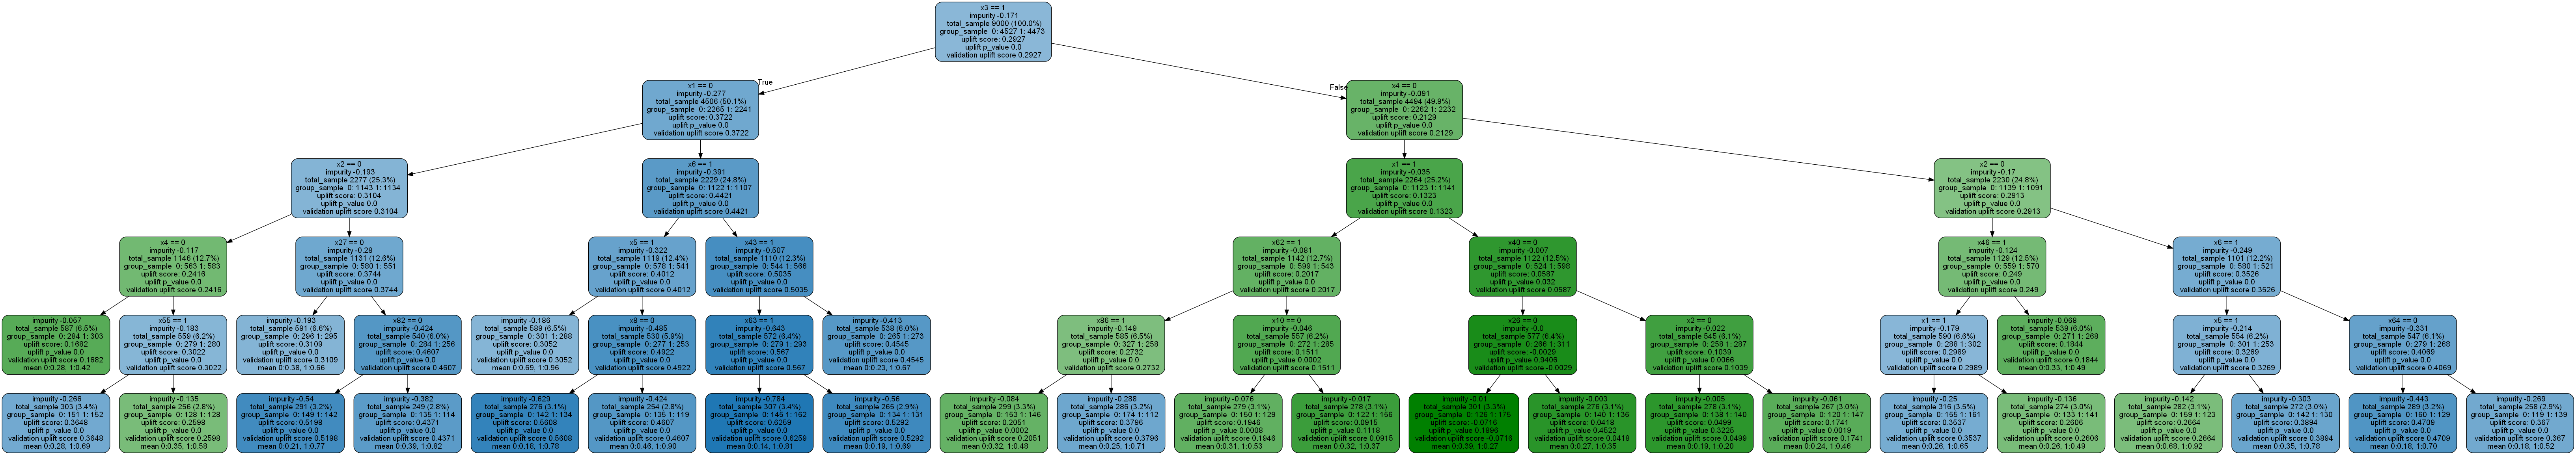 x3 == 1
impurity -0.171
total_sample 9000 (100.0%)
group_sample 0: 4527 1: 4473
uplift score: 0.2927
uplift p_value 0.0
validation uplift score 0.2927
True
False
x1 == 0
impurity -0.277
total_sample 4506 (50.1%)
group_sample 0: 2265 1: 2241
uplift score: 0.3722
uplift p_value 0.0
validation uplift score 0.3722
x4 == 0
impurity -0.091
total_sample 4494 (49.9%)
group_sample 0: 2262 1: 2232
uplift score: 0.2129
uplift p_value 0.0
validation uplift score 0.2129
x2 == 0
impurity -0.193
total_sample 2277 (25.3%)
group_sample 0: 1143 1: 1134
uplift score: 0.3104
uplift p_value 0.0
validation uplift score 0.3104
x6 == 1
impurity -0.391
total_sample 2229 (24.8%)
group_sample 0: 1122 1: 1107
uplift score: 0.4421
uplift p_value 0.0
validation uplift score 0.4421
x1 == 1
impurity -0.035
total_sample 2264 (25.2%)
group_sample 0: 1123 1: 1141
uplift score: 0.1323
uplift p_value 0.0
validation uplift score 0.1323
x2 == 0
impurity -0.17
total_sample 2230 (24.8%)
group_sample 0: 1139 1: 1091
uplift score: 0.2913
uplift p_value 0.0
validation uplift score 0.2913
x4 == 0
impurity -0.117
total_sample 1146 (12.7%)
group_sample 0: 563 1: 583
uplift score: 0.2416
uplift p_value 0.0
validation uplift score 0.2416
x27 == 0
impurity -0.28
total_sample 1131 (12.6%)
group_sample 0: 580 1: 551
uplift score: 0.3744
uplift p_value 0.0
validation uplift score 0.3744
x5 == 1
impurity -0.322
total_sample 1119 (12.4%)
group_sample 0: 578 1: 541
uplift score: 0.4012
uplift p_value 0.0
validation uplift score 0.4012
x43 == 1
impurity -0.507
total_sample 1110 (12.3%)
group_sample 0: 544 1: 566
uplift score: 0.5035
uplift p_value 0.0
validation uplift score 0.5035
x62 == 1
impurity -0.081
total_sample 1142 (12.7%)
group_sample 0: 599 1: 543
uplift score: 0.2017
uplift p_value 0.0
validation uplift score 0.2017
x40 == 0
impurity -0.007
total_sample 1122 (12.5%)
group_sample 0: 524 1: 598
uplift score: 0.0587
uplift p_value 0.032
validation uplift score 0.0587
x46 == 1
impurity -0.124
total_sample 1129 (12.5%)
group_sample 0: 559 1: 570
uplift score: 0.249
uplift p_value 0.0
validation uplift score 0.249
x6 == 1
impurity -0.249
total_sample 1101 (12.2%)
group_sample 0: 580 1: 521
uplift score: 0.3526
uplift p_value 0.0
validation uplift score 0.3526
impurity -0.057
total_sample 587 (6.5%)
group_sample 0: 284 1: 303
uplift score: 0.1682
uplift p_value 0.0
validation uplift score 0.1682
mean 0:0.28, 1:0.42
x55 == 1
impurity -0.183
total_sample 559 (6.2%)
group_sample 0: 279 1: 280
uplift score: 0.3022
uplift p_value 0.0
validation uplift score 0.3022
impurity -0.193
total_sample 591 (6.6%)
group_sample 0: 296 1: 295
uplift score: 0.3109
uplift p_value 0.0
validation uplift score 0.3109
mean 0:0.38, 1:0.66
x82 == 0
impurity -0.424
total_sample 540 (6.0%)
group_sample 0: 284 1: 256
uplift score: 0.4607
uplift p_value 0.0
validation uplift score 0.4607
impurity -0.186
total_sample 589 (6.5%)
group_sample 0: 301 1: 288
uplift score: 0.3052
uplift p_value 0.0
validation uplift score 0.3052
mean 0:0.69, 1:0.96
x8 == 0
impurity -0.485
total_sample 530 (5.9%)
group_sample 0: 277 1: 253
uplift score: 0.4922
uplift p_value 0.0
validation uplift score 0.4922
x63 == 1
impurity -0.643
total_sample 572 (6.4%)
group_sample 0: 279 1: 293
uplift score: 0.567
uplift p_value 0.0
validation uplift score 0.567
impurity -0.413
total_sample 538 (6.0%)
group_sample 0: 265 1: 273
uplift score: 0.4545
uplift p_value 0.0
validation uplift score 0.4545
mean 0:0.23, 1:0.67
x86 == 1
impurity -0.149
total_sample 585 (6.5%)
group_sample 0: 327 1: 258
uplift score: 0.2732
uplift p_value 0.0
validation uplift score 0.2732
x10 == 0
impurity -0.046
total_sample 557 (6.2%)
group_sample 0: 272 1: 285
uplift score: 0.1511
uplift p_value 0.0002
validation uplift score 0.1511
x26 == 0
impurity -0.0
total_sample 577 (6.4%)
group_sample 0: 266 1: 311
uplift score: -0.0029
uplift p_value 0.9406
validation uplift score -0.0029
x2 == 0
impurity -0.022
total_sample 545 (6.1%)
group_sample 0: 258 1: 287
uplift score: 0.1039
uplift p_value 0.0066
validation uplift score 0.1039
x1 == 1
impurity -0.179
total_sample 590 (6.6%)
group_sample 0: 288 1: 302
uplift score: 0.2989
uplift p_value 0.0
validation uplift score 0.2989
impurity -0.068
total_sample 539 (6.0%)
group_sample 0: 271 1: 268
uplift score: 0.1844
uplift p_value 0.0
validation uplift score 0.1844
mean 0:0.33, 1:0.49
x5 == 1
impurity -0.214
total_sample 554 (6.2%)
group_sample 0: 301 1: 253
uplift score: 0.3269
uplift p_value 0.0
validation uplift score 0.3269
x64 == 0
impurity -0.331
total_sample 547 (6.1%)
group_sample 0: 279 1: 268
uplift score: 0.4069
uplift p_value 0.0
validation uplift score 0.4069
impurity -0.266
total_sample 303 (3.4%)
group_sample 0: 151 1: 152
uplift score: 0.3648
uplift p_value 0.0
validation uplift score 0.3648
mean 0:0.28, 1:0.69
impurity -0.135
total_sample 256 (2.8%)
group_sample 0: 128 1: 128
uplift score: 0.2598
uplift p_value 0.0
validation uplift score 0.2598
mean 0:0.35, 1:0.58
impurity -0.54
total_sample 291 (3.2%)
group_sample 0: 149 1: 142
uplift score: 0.5198
uplift p_value 0.0
validation uplift score 0.5198
mean 0:0.21, 1:0.77
impurity -0.382
total_sample 249 (2.8%)
group_sample 0: 135 1: 114
uplift score: 0.4371
uplift p_value 0.0
validation uplift score 0.4371
mean 0:0.39, 1:0.82
impurity -0.629
total_sample 276 (3.1%)
group_sample 0: 142 1: 134
uplift score: 0.5608
uplift p_value 0.0
validation uplift score 0.5608
mean 0:0.18, 1:0.78
impurity -0.424
total_sample 254 (2.8%)
group_sample 0: 135 1: 119
uplift score: 0.4607
uplift p_value 0.0
validation uplift score 0.4607
mean 0:0.46, 1:0.90
impurity -0.784
total_sample 307 (3.4%)
group_sample 0: 145 1: 162
uplift score: 0.6259
uplift p_value 0.0
validation uplift score 0.6259
mean 0:0.14, 1:0.81
impurity -0.56
total_sample 265 (2.9%)
group_sample 0: 134 1: 131
uplift score: 0.5292
uplift p_value 0.0
validation uplift score 0.5292
mean 0:0.19, 1:0.69
impurity -0.084
total_sample 299 (3.3%)
group_sample 0: 153 1: 146
uplift score: 0.2051
uplift p_value 0.0002
validation uplift score 0.2051
mean 0:0.32, 1:0.48
impurity -0.288
total_sample 286 (3.2%)
group_sample 0: 174 1: 112
uplift score: 0.3796
uplift p_value 0.0
validation uplift score 0.3796
mean 0:0.25, 1:0.71
impurity -0.076
total_sample 279 (3.1%)
group_sample 0: 150 1: 129
uplift score: 0.1946
uplift p_value 0.0008
validation uplift score 0.1946
mean 0:0.31, 1:0.53
impurity -0.017
total_sample 278 (3.1%)
group_sample 0: 122 1: 156
uplift score: 0.0915
uplift p_value 0.1118
validation uplift score 0.0915
mean 0:0.32, 1:0.37
impurity -0.01
total_sample 301 (3.3%)
group_sample 0: 126 1: 175
uplift score: -0.0716
uplift p_value 0.1896
validation uplift score -0.0716
mean 0:0.39, 1:0.27
impurity -0.003
total_sample 276 (3.1%)
group_sample 0: 140 1: 136
uplift score: 0.0418
uplift p_value 0.4522
validation uplift score 0.0418
mean 0:0.27, 1:0.35
impurity -0.005
total_sample 278 (3.1%)
group_sample 0: 138 1: 140
uplift score: 0.0499
uplift p_value 0.3225
validation uplift score 0.0499
mean 0:0.19, 1:0.20
impurity -0.061
total_sample 267 (3.0%)
group_sample 0: 120 1: 147
uplift score: 0.1741
uplift p_value 0.0019
validation uplift score 0.1741
mean 0:0.24, 1:0.46
impurity -0.25
total_sample 316 (3.5%)
group_sample 0: 155 1: 161
uplift score: 0.3537
uplift p_value 0.0
validation uplift score 0.3537
mean 0:0.26, 1:0.65
impurity -0.136
total_sample 274 (3.0%)
group_sample 0: 133 1: 141
uplift score: 0.2606
uplift p_value 0.0
validation uplift score 0.2606
mean 0:0.26, 1:0.49
impurity -0.142
total_sample 282 (3.1%)
group_sample 0: 159 1: 123
uplift score: 0.2664
uplift p_value 0.0
validation uplift score 0.2664
mean 0:0.68, 1:0.92
impurity -0.303
total_sample 272 (3.0%)
group_sample 0: 142 1: 130
uplift score: 0.3894
uplift p_value 0.0
validation uplift score 0.3894
mean 0:0.35, 1:0.78
impurity -0.443
total_sample 289 (3.2%)
group_sample 0: 160 1: 129
uplift score: 0.4709
uplift p_value 0.0
validation uplift score 0.4709
mean 0:0.18, 1:0.70
impurity -0.269
total_sample 258 (2.9%)
group_sample 0: 119 1: 139
uplift score: 0.367
uplift p_value 0.0
validation uplift score 0.367
mean 0:0.18, 1:0.52